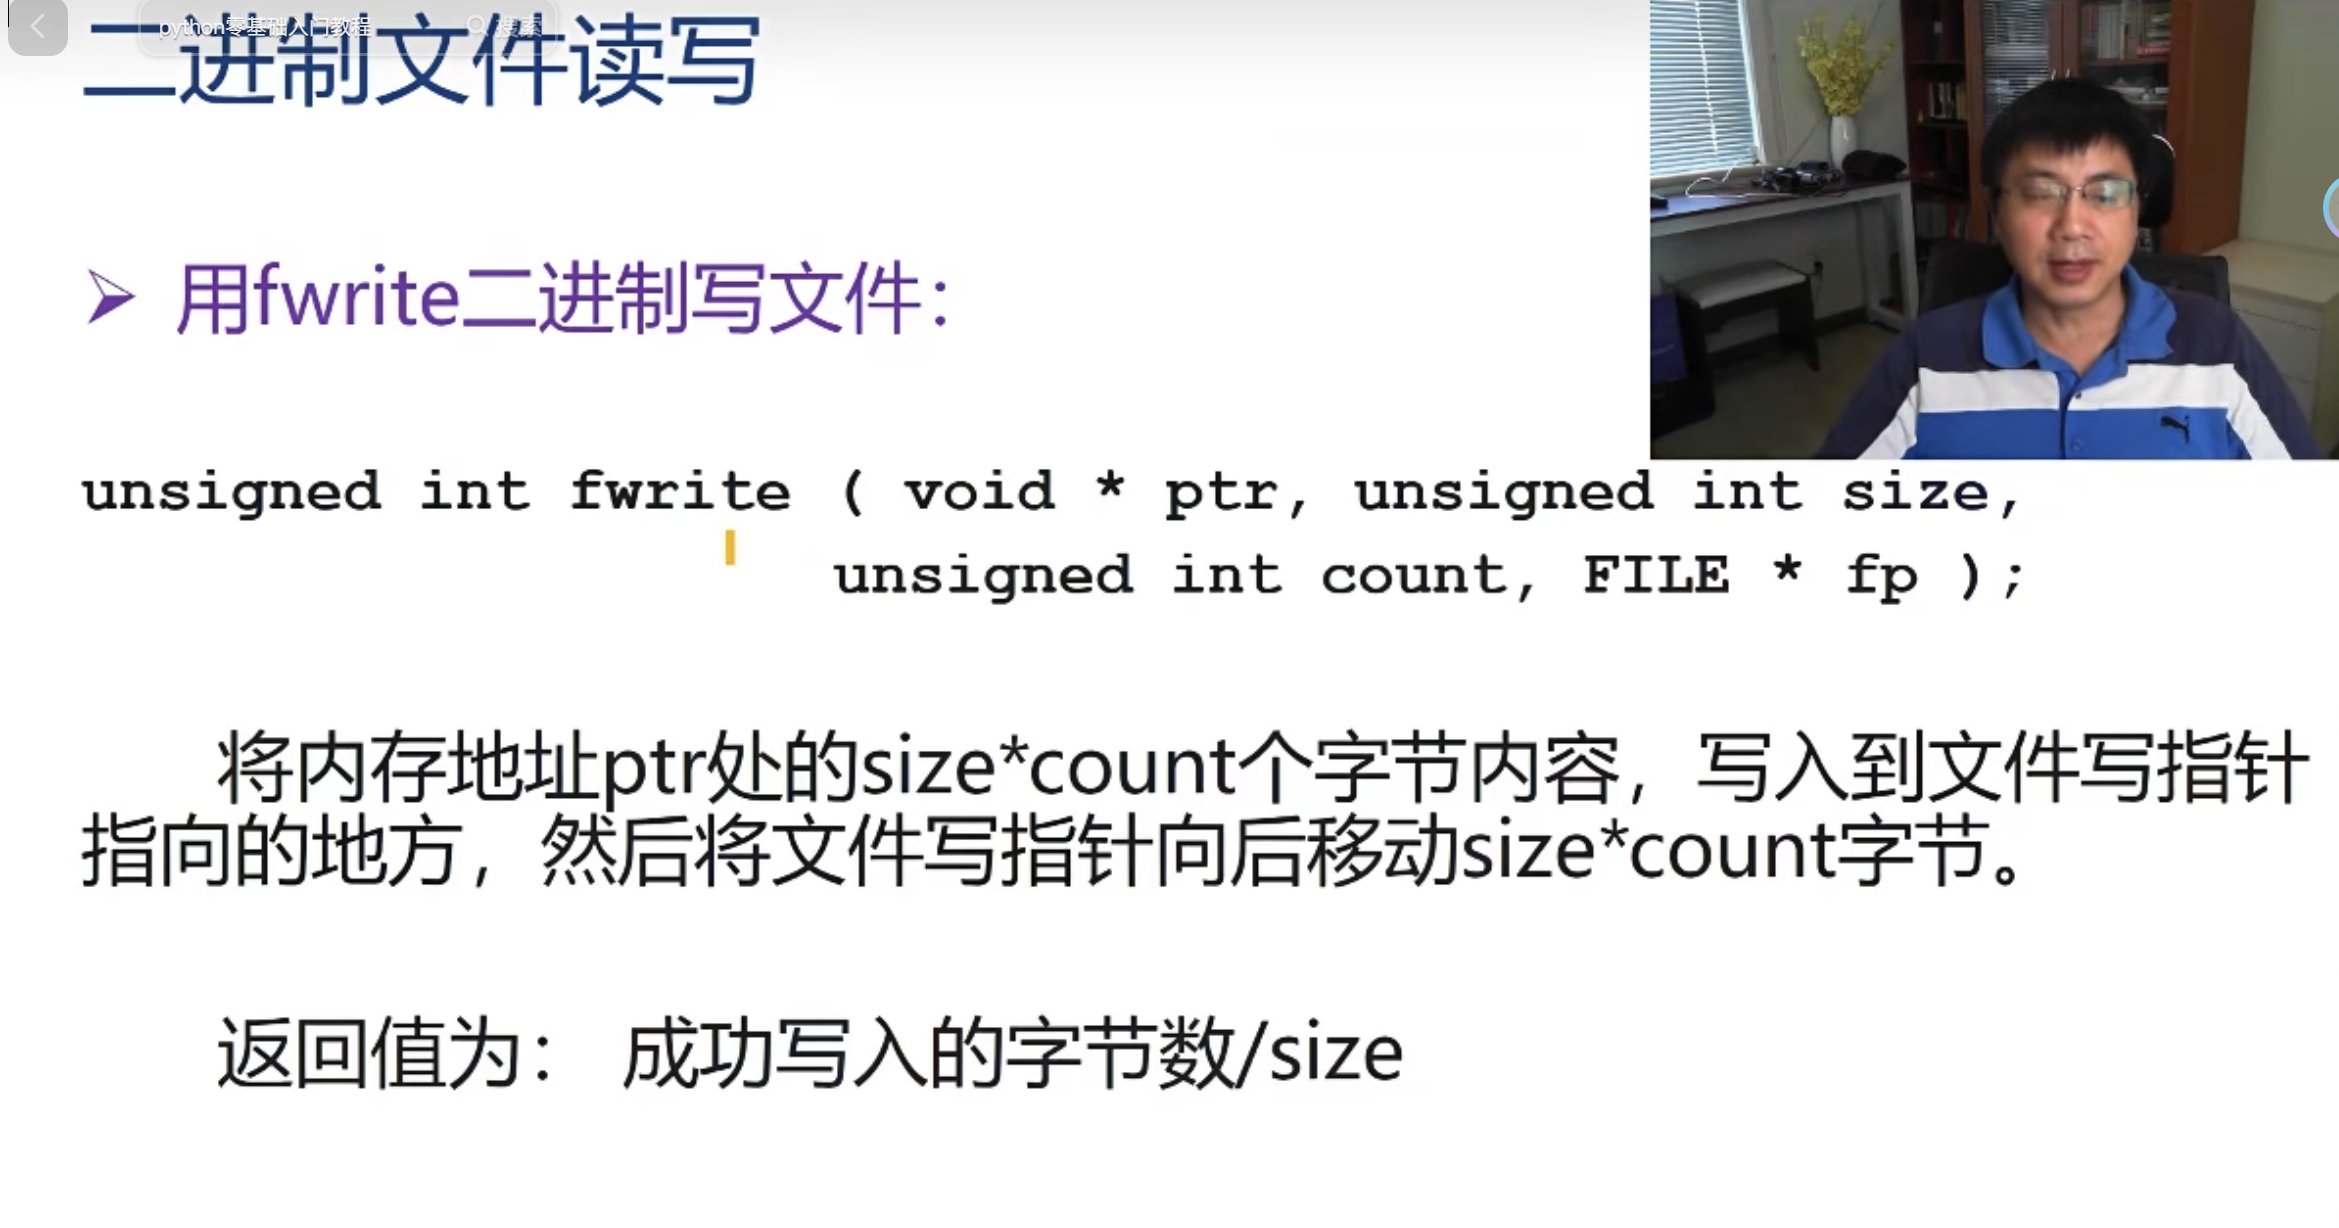 python零基础入门教程 搜索
二进制文件读写
用fwrite二进制写文件：
unsigned int fwrite ( void * ptr, unsigned int size,
unsigned int count, FILE * fp );
将内存地址ptr处的size*count个字节内容，写入到文件写指针
指向的地方，然后将文件写指针向后移动size*count字节。
返回值为： 成功写入的字节数/size